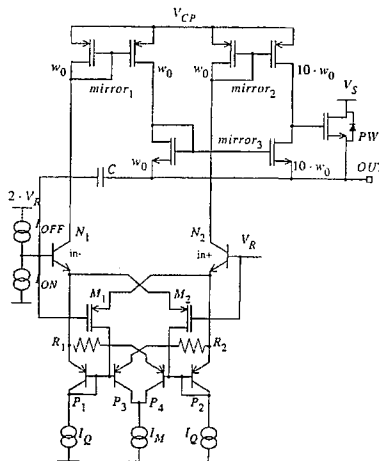 V_CP
w_0 w_0 w_0 10·w_0
mirror_1 mirror_2
V_S
PW
mirror_3
w_0 10·w_0
C OUT
2·V_R
I_OFF N_1 N_2 V_R
in- in+
I_ON
M_1 M_2
R_1 R_2
P_1 P_3 P_4 P_2
I_Q I_M I_Q